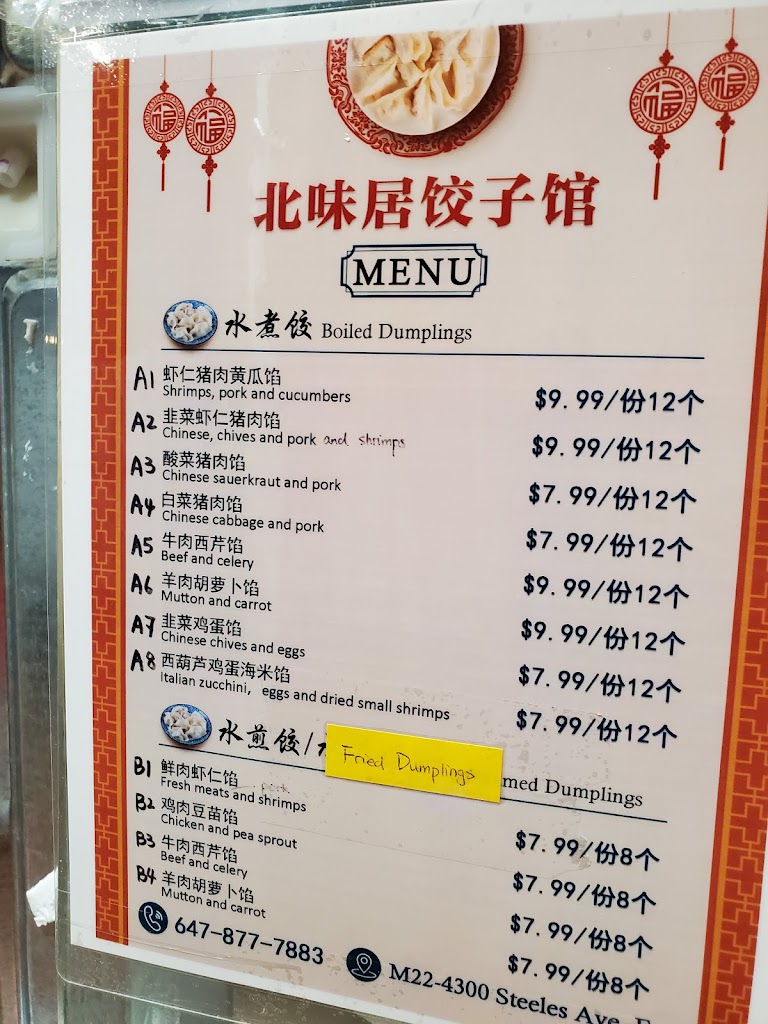 福 福 福 福
北味居饺子馆
MENU
水煮饺 Boiled Dumplings
A1 虾仁猪肉黄瓜馅
Shrimps, pork and cucumbers $9.99/份12个
A2 韭菜虾仁猪肉馅
Chinese, chives and pork and shrimps $9.99/份12个
A3 酸菜猪肉馅
Chinese sauerkraut and pork $7.99/份12个
A4 白菜猪肉馅
Chinese cabbage and pork $7.99/份12个
A5 牛肉西芹馅
Beef and celery $9.99/份12个
A6 羊肉胡萝卜馅
Mutton and carrot $9.99/份12个
A7 韭菜鸡蛋馅
Chinese chives and eggs $7.99/份12个
A8 西葫芦鸡蛋海米馅
Italian zucchini, eggs and dried small shrimps $7.99/份12个
水煎饺/ Fried Dumplings med Dumplings
B1 鲜肉虾仁馅 pork
Fresh meats and shrimps $7.99/份8个
B2 鸡肉豆苗馅
Chicken and pea sprout $7.99/份8个
B3 牛肉西芹馅
Beef and celery $7.99/份8个
B4 羊肉胡萝卜馅
Mutton and carrot $7.99/份8个
647-877-7883 M22-4300 Steeles Ave